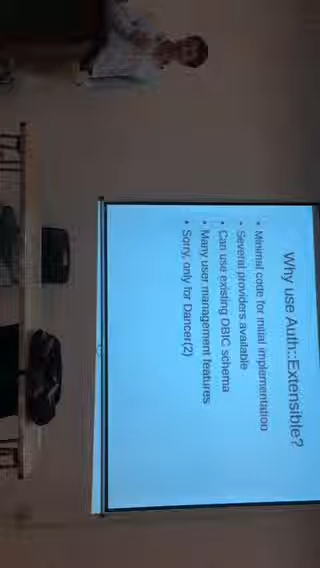 Why use Auth::Extensible?
• Minimal code for initial implementation
• Several providers available
• Can use existing DBIC schema
• Many user management features
• Sorry, only for Dancer(2)